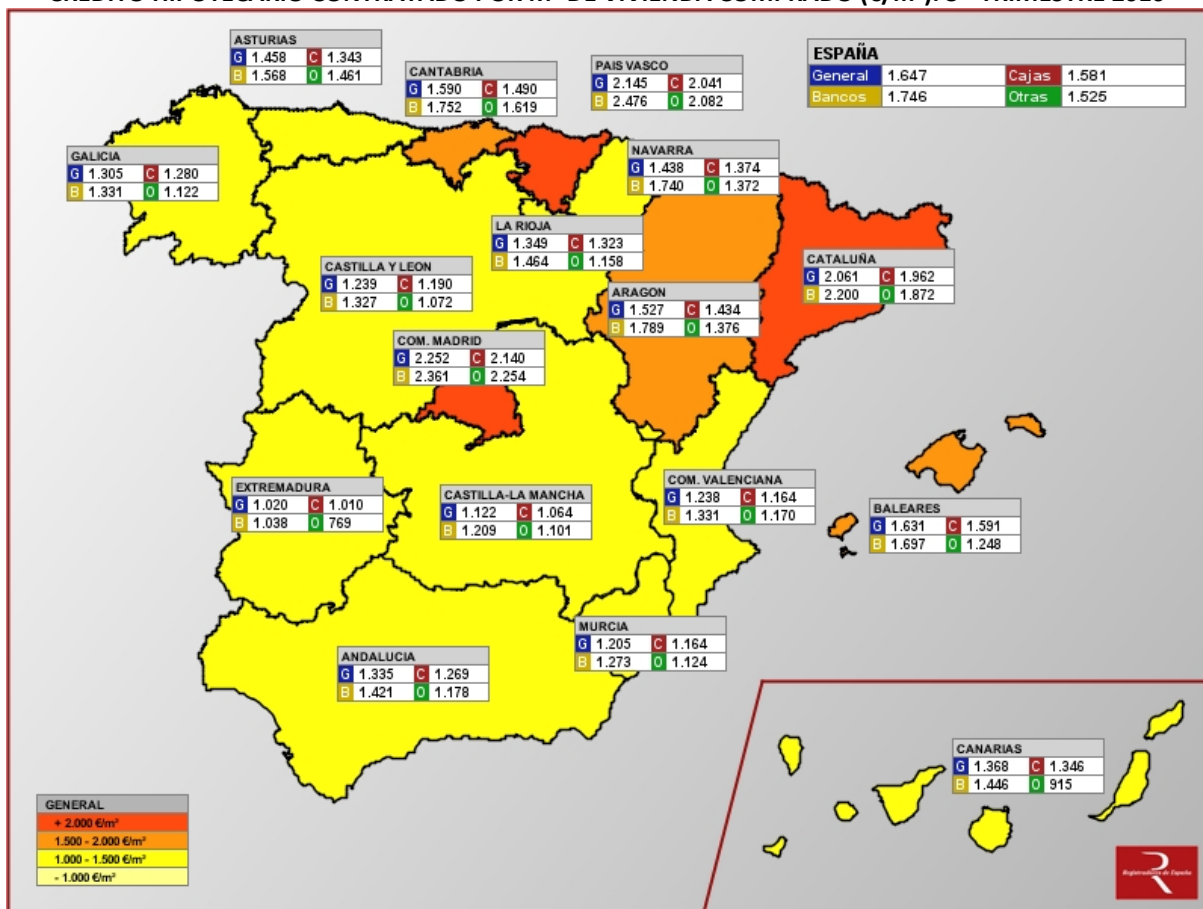 ESPAÑA
General 1.647 Cajas 1.581
Bancos 1.746 Otras 1.525
ASTURIAS
G 1.458 C 1.343
B 1.568 O 1.461
CANTABRIA
G 1.590 C 1.490
B 1.752 O 1.619
PAIS VASCO
G 2.145 C 2.041
B 2.476 O 2.082
GALICIA
G 1.305 C 1.280
B 1.331 O 1.122
NAVARRA
G 1.438 C 1.374
B 1.740 O 1.372
LA RIOJA
G 1.349 C 1.323
B 1.464 O 1.158
CASTILLA Y LEON
G 1.239 C 1.190
B 1.327 O 1.072
ARAGON
G 1.527 C 1.434
B 1.789 O 1.376
CATALUÑA
G 2.061 C 1.962
B 2.200 O 1.872
COM. MADRID
G 2.252 C 2.140
B 2.361 O 2.254
EXTREMADURA
G 1.020 C 1.010
B 1.038 O 769
CASTILLA-LA MANCHA
G 1.122 C 1.064
B 1.209 O 1.101
COM. VALENCIANA
G 1.238 C 1.164
B 1.331 O 1.170
BALEARES
G 1.631 C 1.591
B 1.697 O 1.248
MURCIA
G 1.205 C 1.164
B 1.273 O 1.124
ANDALUCIA
G 1.335 C 1.269
B 1.421 O 1.178
CANARIAS
G 1.368 C 1.346
B 1.446 O 915
GENERAL
+ 2.000 €/m²
1.500 - 2.000 €/m²
1.000 - 1.500 €/m²
- 1.000 €/m²
R
Registradores de España